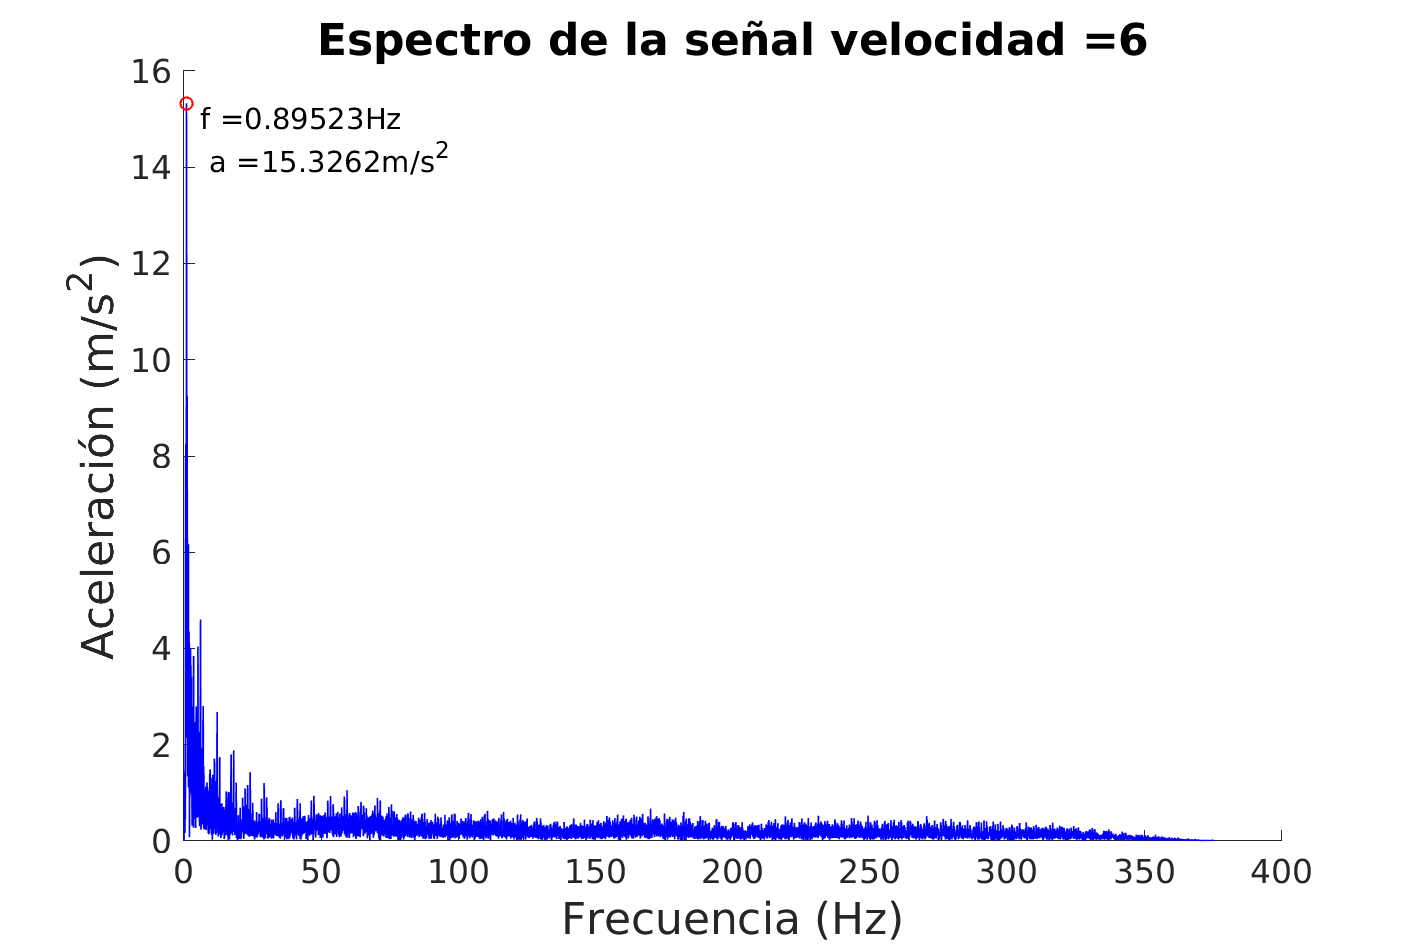 Espectro de la señal velocidad =6
16
f =0.89523Hz
a =15.3262m/s²
14
12
10
8
6
4
2
0
Aceleración (m/s²)
0 50 100 150 200 250 300 350 400
Frecuencia (Hz)